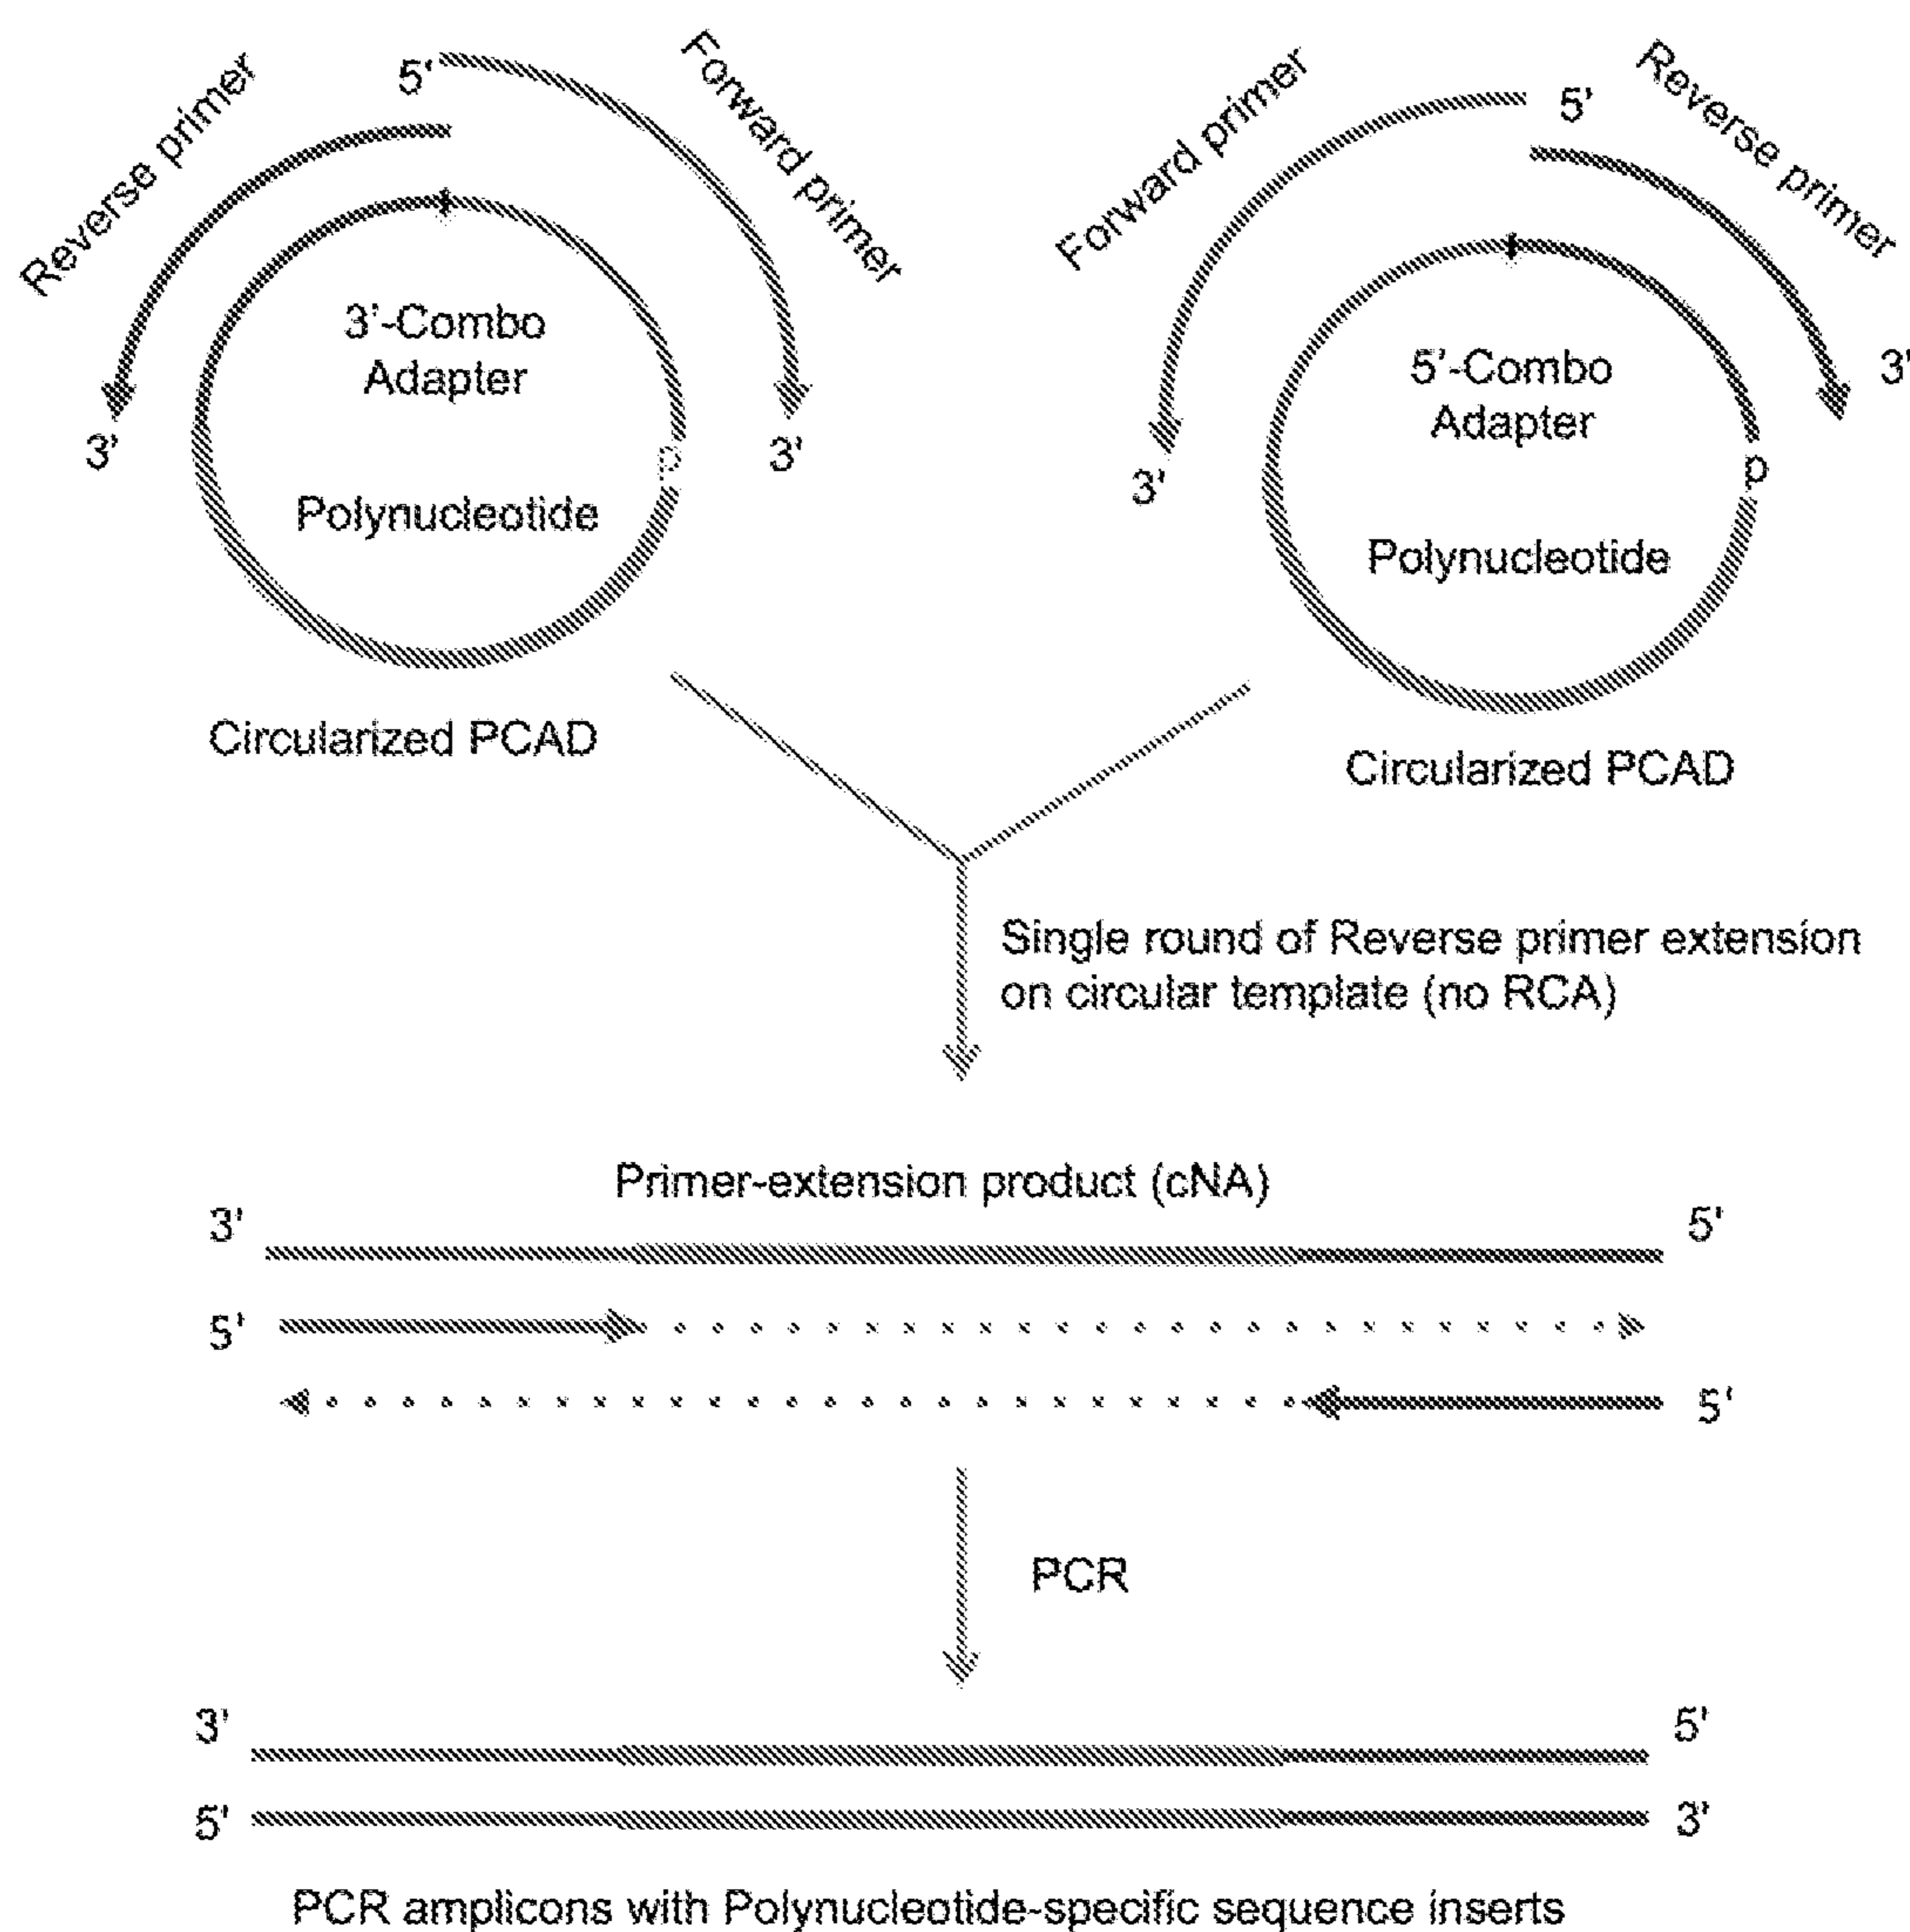 Reverse primer
5'
Forward primer
3'-Combo
Adapter
3'
p
3'
Polynucleotide
Circularized PCAD
Forward primer
5'
Reverse primer
5'-Combo
Adapter
3'
3'
p
Polynucleotide
Circularized PCAD
Single round of Reverse primer extension
on circular template (no RCA)
Primer-extension product (cNA)
3'
5'
5'
5'
PCR
3'
5'
5'
3'
PCR amplicons with Polynucleotide-specific sequence inserts